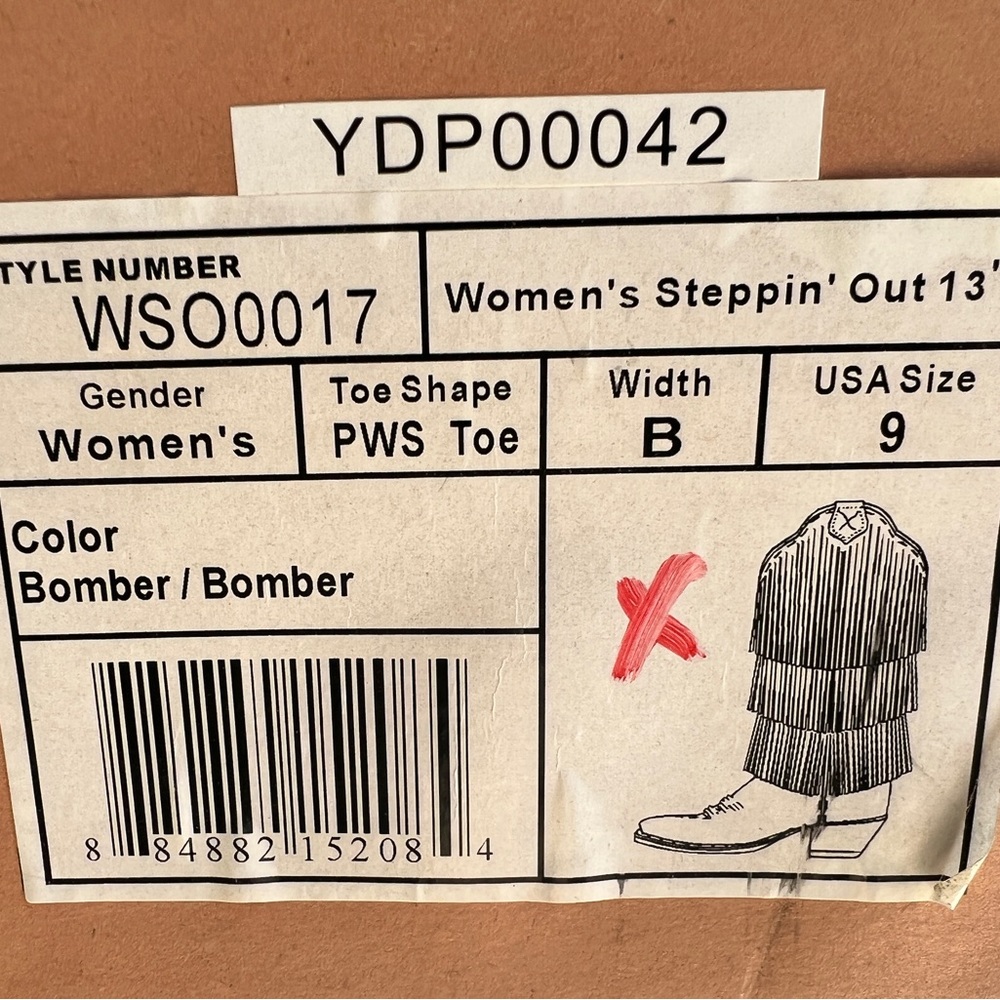 YDP00042
TYLE NUMBER
WSO0017
Women's Steppin' Out 13"
Gender
Women's
Toe Shape
PWS Toe
Width
B
USA Size
9
Color
Bomber / Bomber
8 84882 15208 4